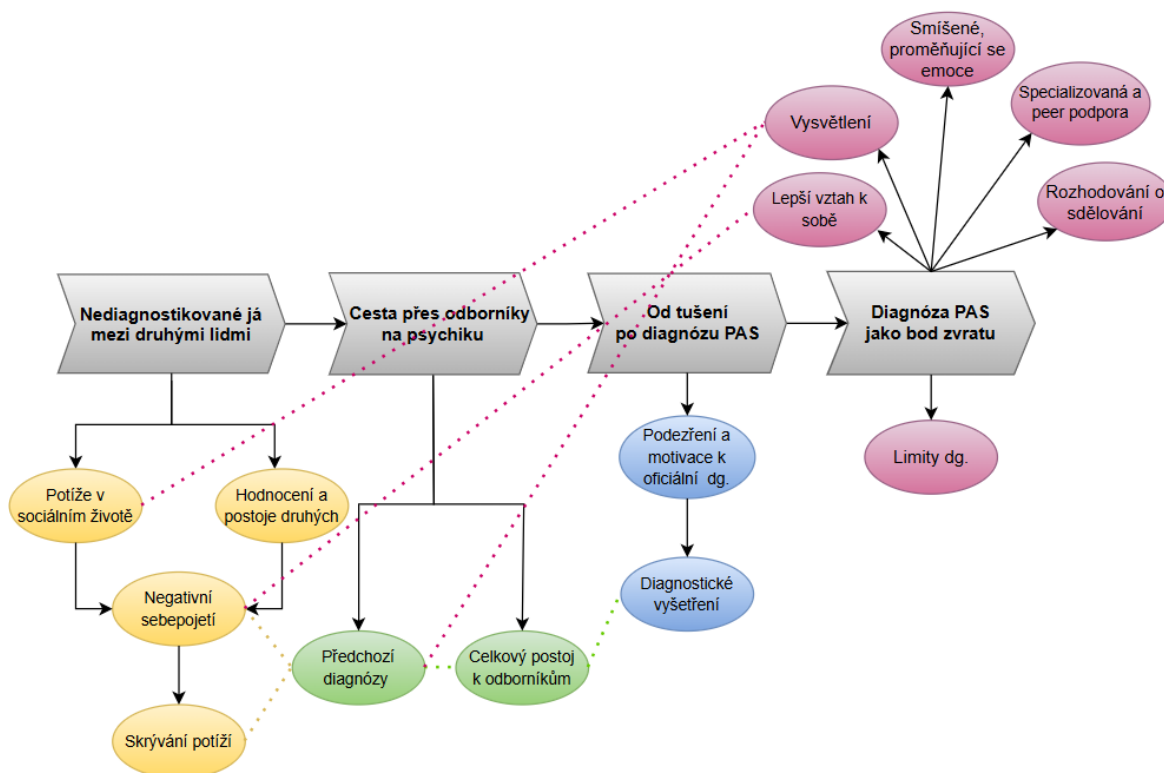 Smíšené,
proměňující se
emoce
Specializovaná a
peer podpora
Vysvětlení
Lepší vztah k
sobě
Rozhodování o
sdělování
Nediagnostikované já
mezi druhými lidmi
Cesta přes odborníky
na psychiku
Od tušení
po diagnózu PAS
Diagnóza PAS
jako bod zvratu
Podezření a
motivace k
oficiální dg.
Limity dg.
Potíže v
sociálním životě
Hodnocení a
postoje druhých
Negativní
sebepojetí
Diagnostické
vyšetření
Předchozí
diagnózy
Celkový postoj
k odborníkům
Skrývání potíží